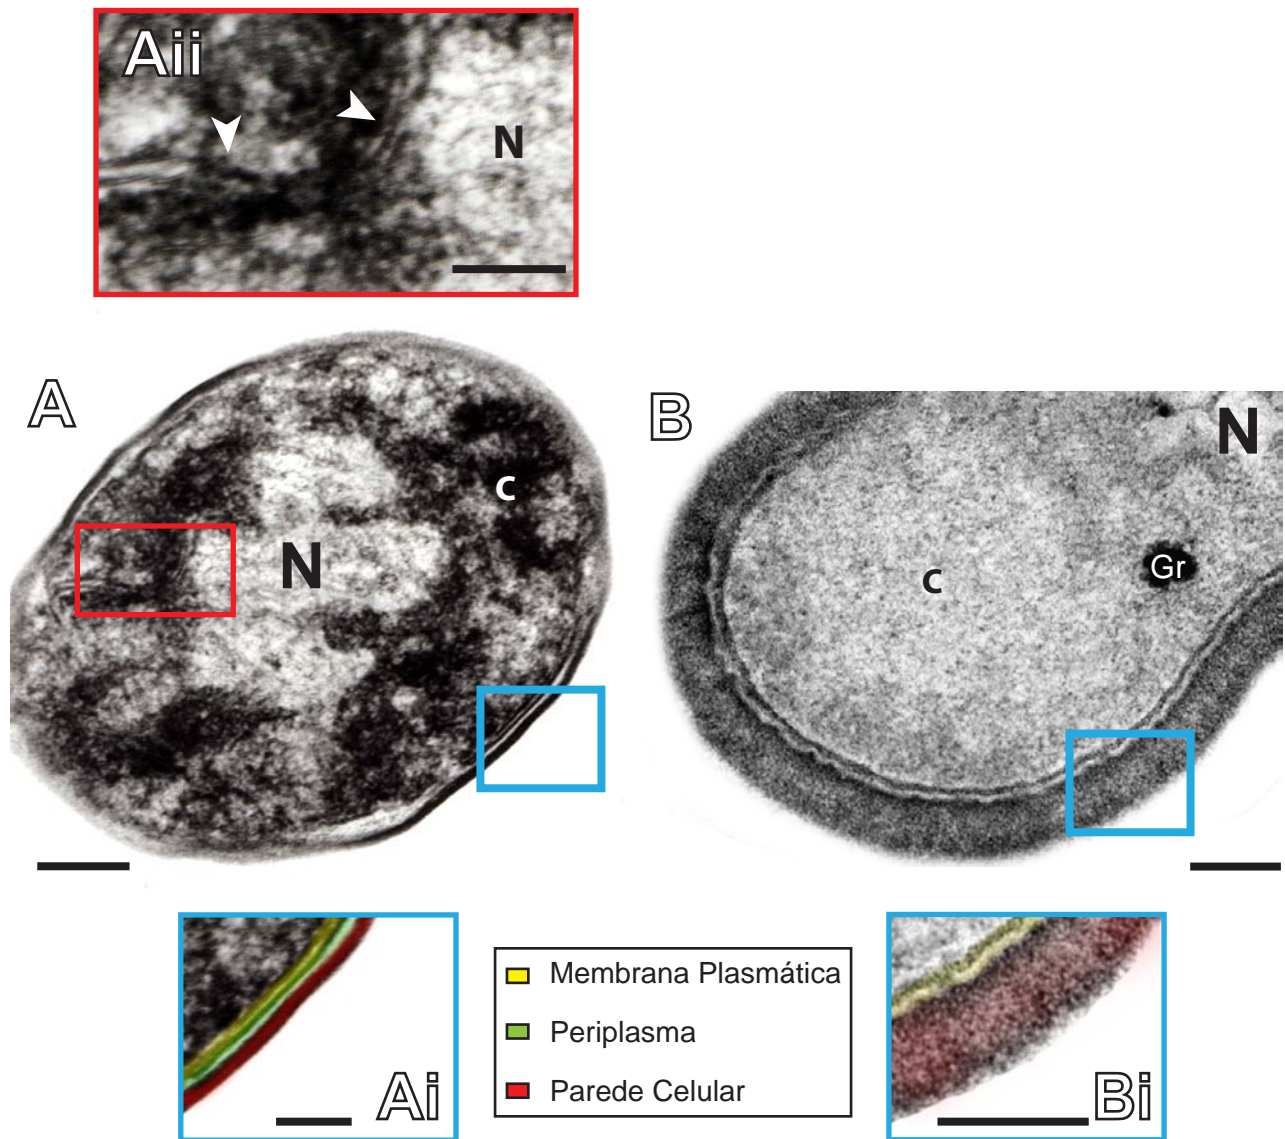 Aii
N
A
B
N
C
N
C
Gr
Membrana Plasmática
Periplasma
Parede Celular
Ai
Bi